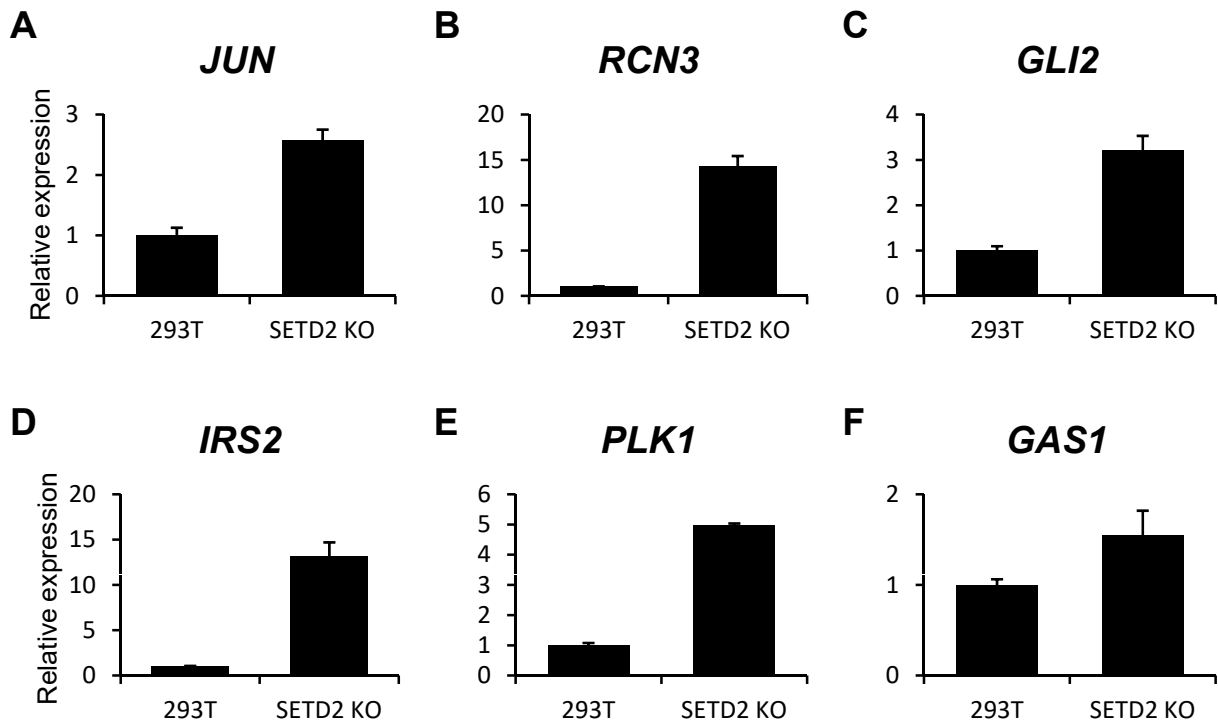 A
JUN
Relative expression
3
2
1
0
293T SETD2 KO
B
RCN3
20
15
10
5
0
293T SETD2 KO
C
GLI2
4
3
2
1
0
293T SETD2 KO
D
IRS2
Relative expression
20
15
10
5
0
293T SETD2 KO
E
PLK1
6
5
4
3
2
1
0
293T SETD2 KO
F
GAS1
2
1
0
293T SETD2 KO